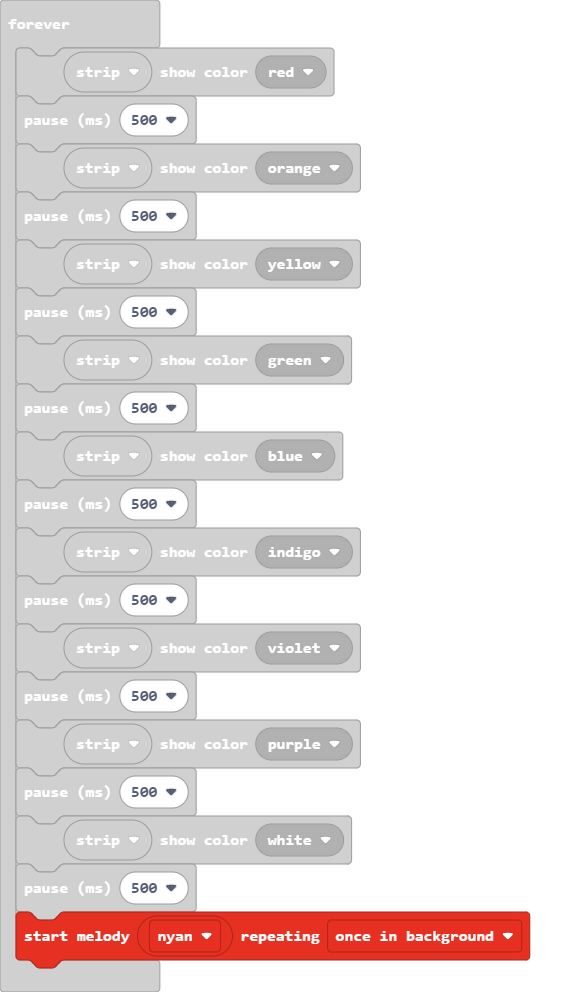 forever
strip show color red
pause (ms) 500
strip show color orange
pause (ms) 500
strip show color yellow
pause (ms) 500
strip show color green
pause (ms) 500
strip show color blue
pause (ms) 500
strip show color indigo
pause (ms) 500
strip show color violet
pause (ms) 500
strip show color purple
pause (ms) 500
strip show color white
pause (ms) 500
start melody nyan repeating once in background